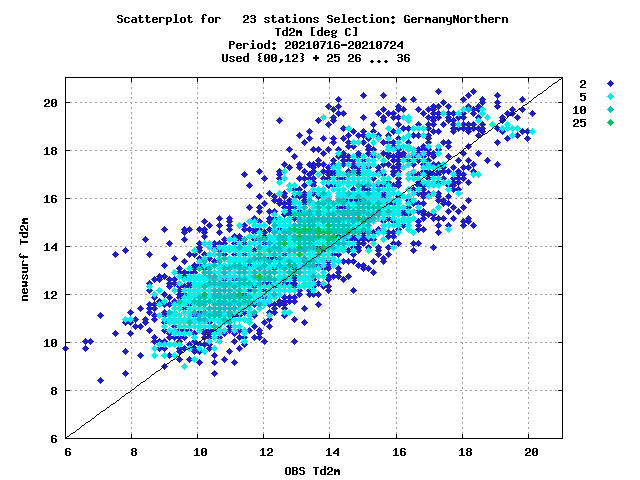 Scatterplot for   23 stations Selection: GermanyNorthern
Td2m [deg C]
Period: 20210716-20210724
Used {00,12} + 25 26 ... 36
2
5
10
25
20
18
16
14
12
10
8
6
newsurf Td2m
6 8 10 12 14 16 18 20
OBS Td2m